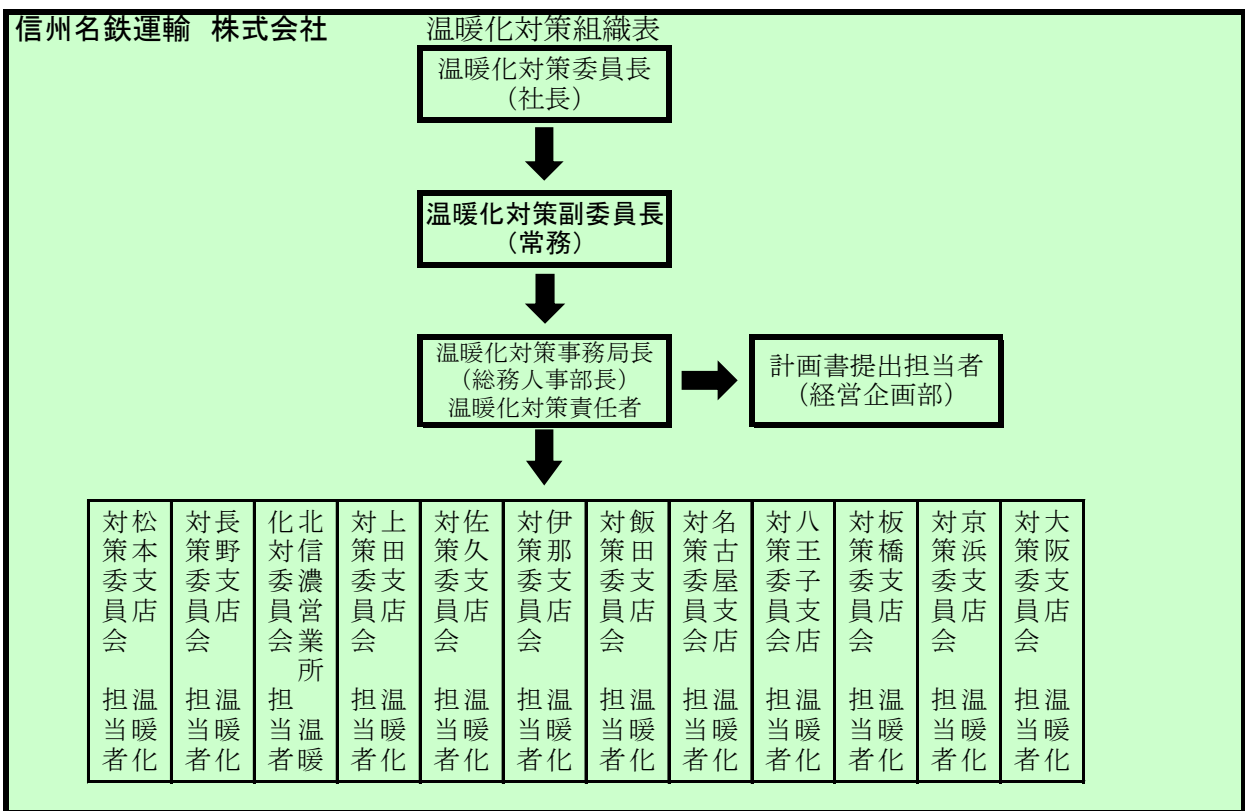 信州名鉄運輸 株式会社
温暖化対策組織表
温暖化対策委員長
(社長)
温暖化対策副委員長
(常務)
温暖化対策事務局長
(総務人事部長)
温暖化対策責任者
計画書提出担当者
(経営企画部)
松本支店 温暖化
対策委員会 担当者
長野支店 温暖化
対策委員会 担当者
北信濃営業所 温暖
化対委員会 担当者
上田支店 温暖化
対策委員会 担当者
佐久支店 温暖化
対策委員会 担当者
伊那支店 温暖化
対策委員会 担当者
飯田支店 温暖化
対策委員会 担当者
名古屋支店 温暖化
対策委員会 担当者
八王子支店 温暖化
対策委員会 担当者
板橋支店 温暖化
対策委員会 担当者
京浜支店 温暖化
対策委員会 担当者
大阪支店 温暖化
対策委員会 担当者